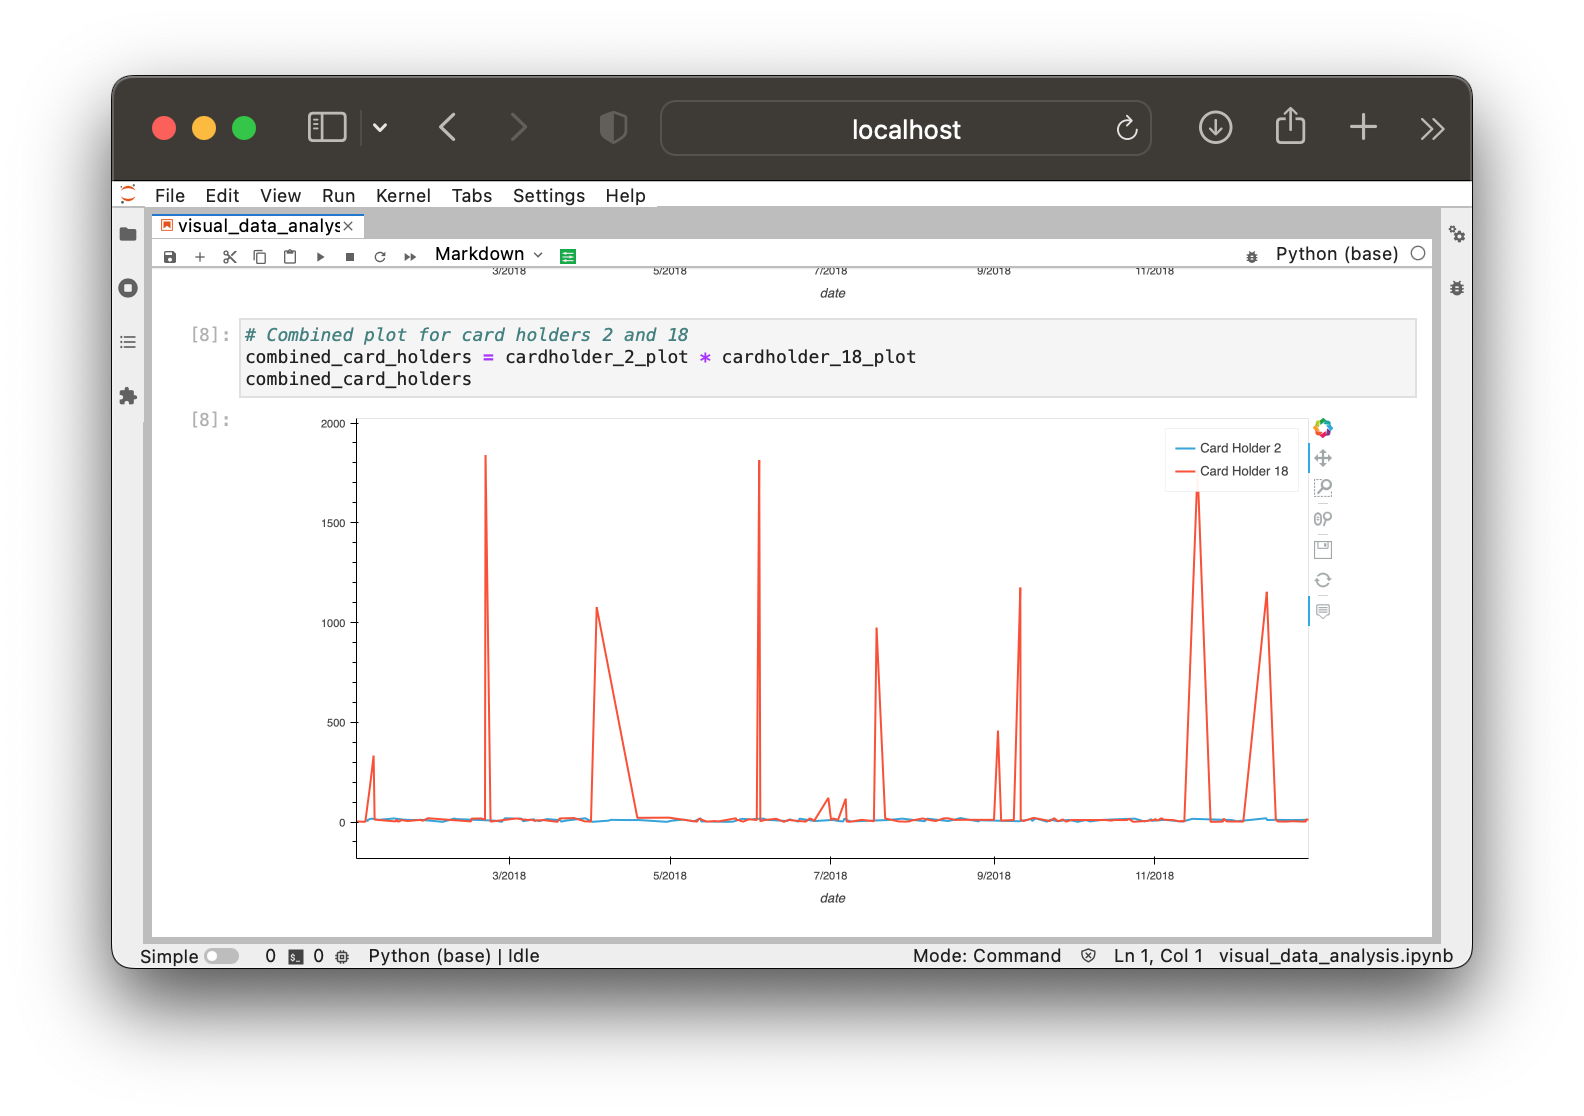 localhost
File Edit View Run Kernel Tabs Settings Help
visual_data_analys
Markdown
Python (base)
3/2018 5/2018 7/2018 9/2018 11/2018
date
[8]: # Combined plot for card holders 2 and 18
combined_card_holders = cardholder_2_plot * cardholder_18_plot
combined_card_holders
[8]:
2000
Card Holder 2
Card Holder 18
1500
1000
500
0
3/2018 5/2018 7/2018 9/2018 11/2018
date
Simple 0 $_ 0 Python (base) | Idle Mode: Command Ln 1, Col 1 visual_data_analysis.ipynb